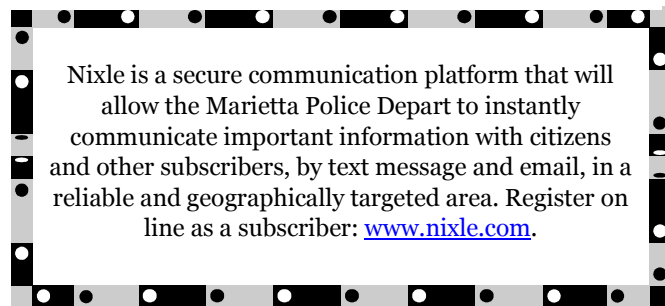 Nixle is a secure communication platform that will
allow the Marietta Police Depart to instantly
communicate important information with citizens
and other subscribers, by text message and email, in a
reliable and geographically targeted area. Register on
line as a subscriber: www.nixle.com.